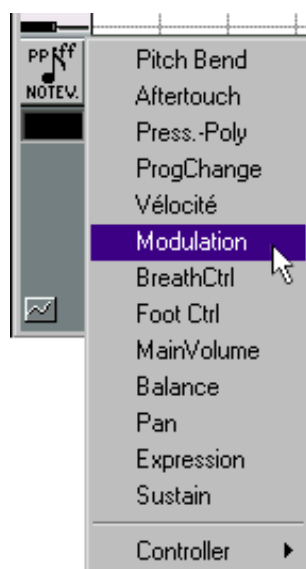 PP ff
NOTEV.
Pitch Bend
Aftertouch
Press.-Poly
ProgChange
Vélocité
Modulation
BreathCtrl
Foot Ctrl
MainVolume
Balance
Pan
Expression
Sustain
Controller